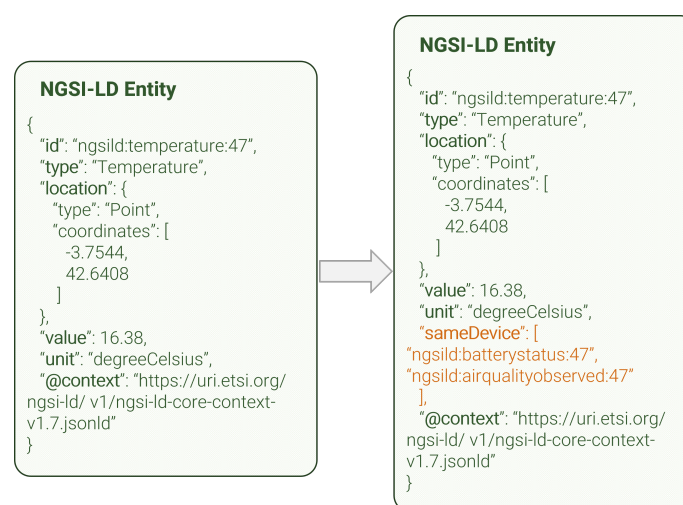 NGSI-LD Entity
{
“id”: “ngsild:temperature:47”,
“type”: “Temperature”,
“location”: {
“type”: “Point”,
“coordinates”: [
-3.7544,
42.6408
]
},
“value”: 16.38,
“unit”: “degreeCelsius”,
“@context”: “https://uri.etsi.org/
ngsi-ld/ v1/ngsi-ld-core-context-
v1.7.jsonld”
}
NGSI-LD Entity
{
“id”: “ngsild:temperature:47”,
“type”: “Temperature”,
“location”: {
“type”: “Point”,
“coordinates”: [
-3.7544,
42.6408
]
},
“value”: 16.38,
“unit”: “degreeCelsius”,
“sameDevice”: [
“ngsild:batterystatus:47”,
“ngsild:airqualityobserved:47”
],
“@context”: “https://uri.etsi.org/
ngsi-ld/ v1/ngsi-ld-core-context-
v1.7.jsonld”
}